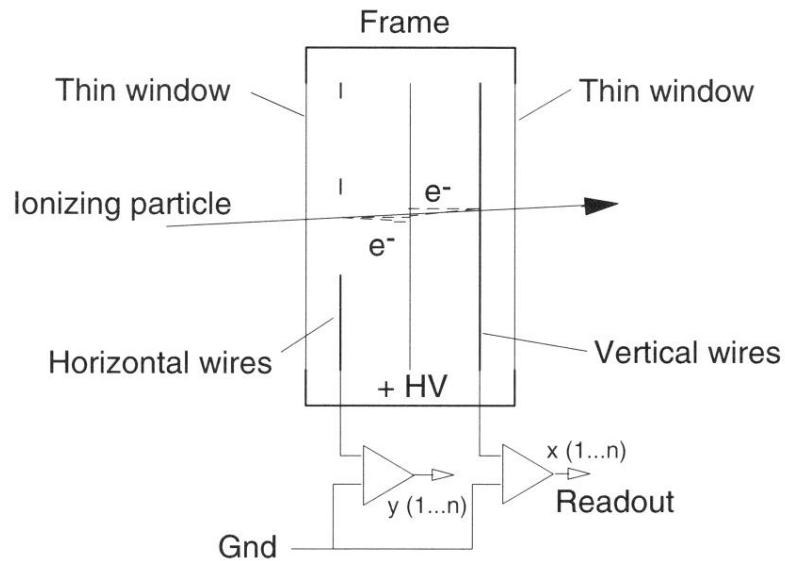 Frame
Thin window
Thin window
e-
Ionizing particle
e-
Horizontal wires
Vertical wires
+ HV
x (1...n)
y (1...n)
Readout
Gnd